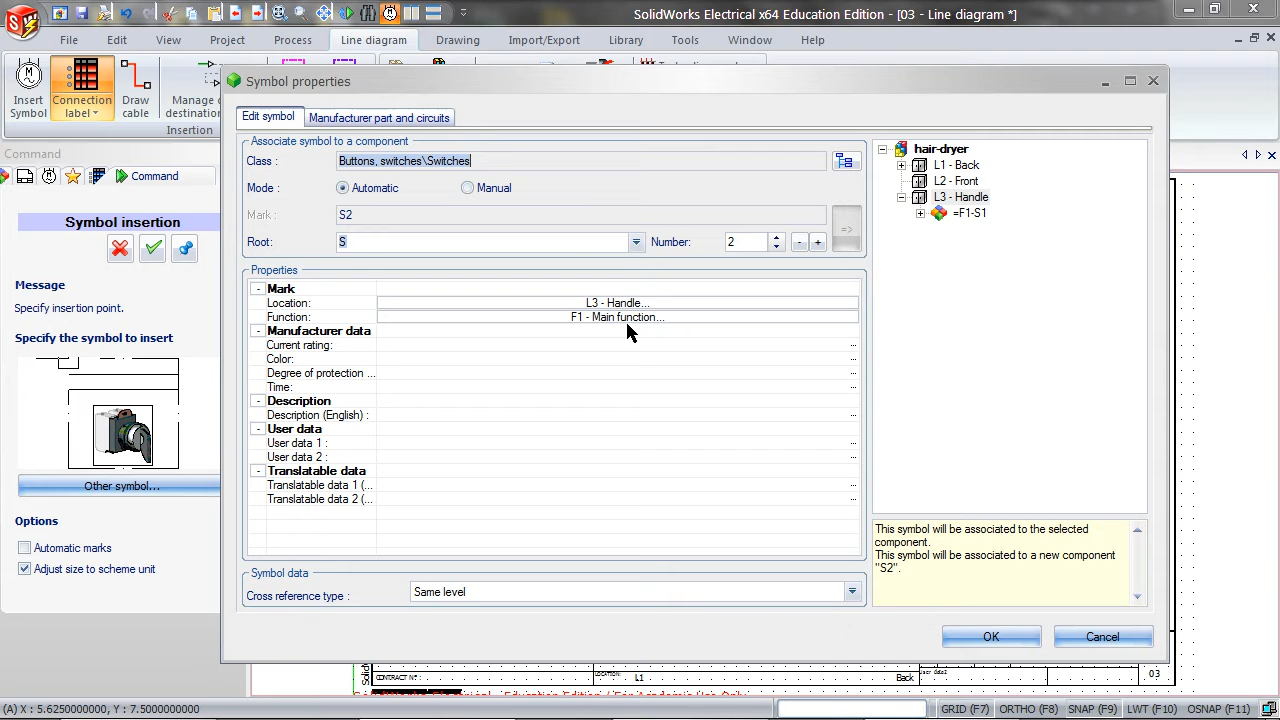 SolidWorks Electrical x64 Education Edition - [03 - Line diagram *]
File Edit View Project Process Line diagram Drawing Import/Export Library Tools Window Help
Insert Symbol
Connection label
Draw cable
Manage destination
Insertion
Command
Command
Symbol insertion
Message
Specify insertion point.
Specify the symbol to insert
Other symbol...
Options
Automatic marks
Adjust size to scheme unit
Symbol properties
Edit symbol Manufacturer part and circuits
Associate symbol to a component
Class : Buttons, switches\Switches
Mode : Automatic Manual
Mark : S2
Root: S Number: 2 - + =>
Properties
Mark
Location: L3 - Handle...
Function: F1 - Main function...
Manufacturer data
Current rating:
Color:
Degree of protection ...
Time:
Description
Description (English) :
User data
User data 1 :
User data 2 :
Translatable data
Translatable data 1 (...
Translatable data 2 (...
Symbol data
Cross reference type : Same level
hair-dryer
L1 - Back
L2 - Front
L3 - Handle
=F1-S1
This symbol will be associated to the selected
component.
This symbol will be associated to a new component
"S2".
OK Cancel
CONTRACT N°: LOCATION: L1 Back 03
(A) X : 5.6250000000, Y : 7.5000000000
GRID (F7) ORTHO (F8) SNAP (F9) LWT (F10) OSNAP (F11)